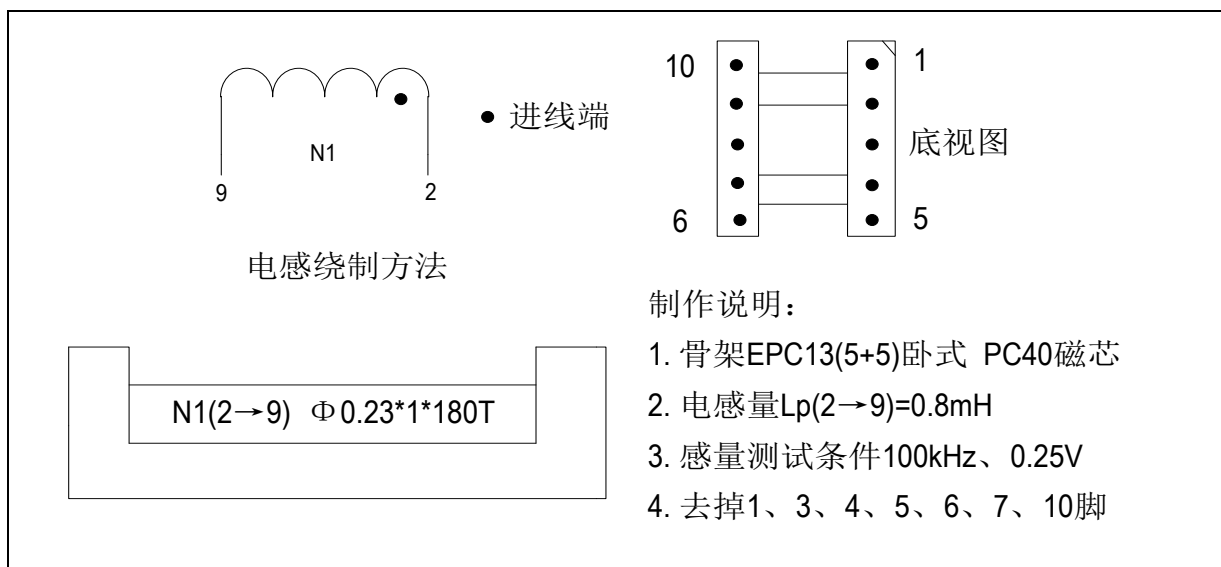 N1
9
2
● 进线端
电感绕制方法
10
1
底视图
6
5
N1(2→9) Φ0.23*1*180T
制作说明：
1. 骨架EPC13(5+5)卧式 PC40磁芯
2. 电感量Lp(2→9)=0.8mH
3. 感量测试条件100kHz、0.25V
4. 去掉1、3、4、5、6、7、10脚